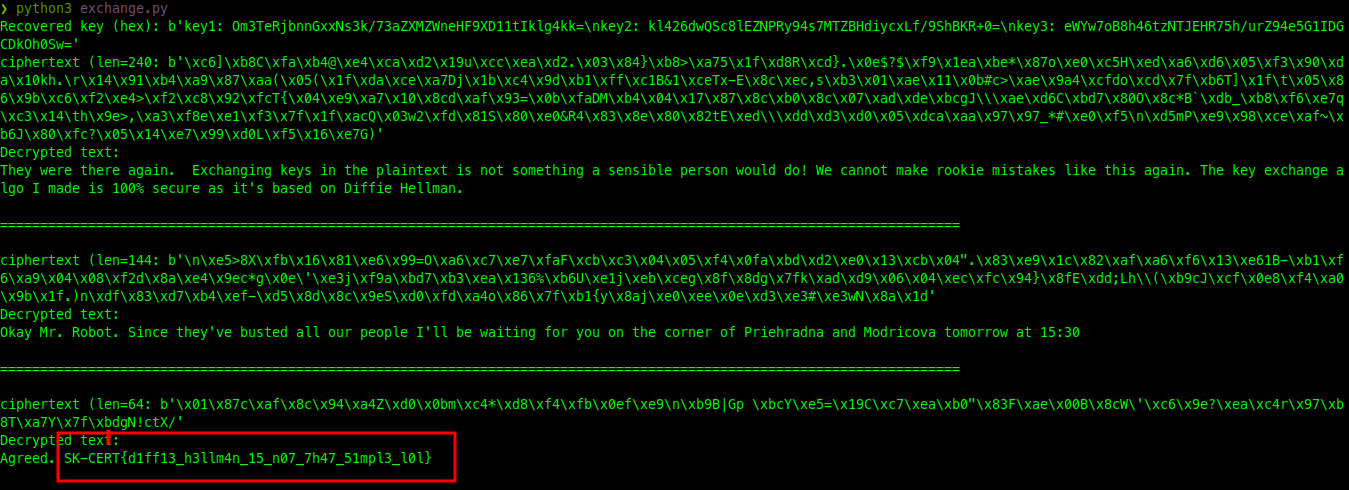 ❯ python3 exchange.py
Recovered key (hex): b'key1: Om3TeRjbnnGxxNs3k/73aZXMZWneHF9XD11tIklg4kk=\nkey2: kl426dwQSc8lEZNPRy94s7MTZBHdiycxLf/9ShBKR+0=\nkey3: eWYw7oB8h46tzNTJEHR75h/urZ94e5G1IDG
CDkOh0Sw='
ciphertext (len=240: b'\xc6]\xb8C\xfa\xb4@\xe4\xca\xd2\x19u\xcc\xea\xd2.\x03\x84}\xb8>\xa75\x1f\xd8R\xcd}.\x0e$?$\xf9\x1ea\xbe*\x87o\xe0\xc5H\xed\xa6\xd6\x05\xf3\x90\xd
a\x10kh.\r\x14\x91\xb4\xa9\x87\xaa(\x05(\x1f\xda\xce\xa7Dj\x1b\xc4\x9d\xb1\xff\xc1B&1\xceTx-E\x8c\xec,s\xb3\x01\xae\x11\x0b#c>\xae\x9a4\xcfdo\xcd\x7f\xb6T]\x1f\t\x05\x8
6\x9b\xc6\xf2\xe4>\xf2\xc8\x92\xfcT{\x04\xe9\xa7\x10\x8cd\xaf\x93=\x0b\xfaDM\xb4\x04\x17\x87\x8c\xb0\x8c\x07\xad\xde\xbcgJ\\\xae\xd6C\xbd7\x80O\x8c*B`\xdb_\xb8\xf6\xe7q
\xc3\x14\th\x9e>,\xa3\xf8e\xe1\xf3\x7f\x1f\xacQ\x03w2\xfd\x81S\x80\xe0&R4\x83\x8e\x80\x82tE\xed\\\xdd\xd3\xd0\x05\xdca\xaa\x97\x97_*#\xe0\xf5\n\xd5mP\xe9\x98\xce\xaf~\x
b6J\x80\xfc?\x05\x14\xe7\x99\xd0L\xf5\x16\xe7G)'
Decrypted text:
They were there again.  Exchanging keys in the plaintext is not something a sensible person would do! We cannot make rookie mistakes like this again. The key exchange a
lgo I made is 100% secure as it's based on Diffie Hellman.
========================================================================================================================
ciphertext (len=144: b'\n\xe5>8X\xfb\x16\x81\xe6\x99=O\xa6\xc7\xe7\xfaF\xcb\xc3\x04\x05\xf4\x0fa\xbd\xd2\xe0\x13\xcb\x04".\x83\xe9\x1c\x82\xaf\xa6\xf6\x13\xe61B-\xb1\xf
6\xa9\x04\x08\xf2d\x8a\xe4\x9ec*g\x0e\'\xe3j\xf9a\xbd7\xb3\xea\x136%\xb6U\xe1j\xeb\xceg\x8f\x8dg\x7fk\xad\xd9\x06\x04\xec\xfc\x94}\x8fE\xdd;Lh\\(\xb9cJ\xcf\x0e8\xf4\xa0
\x9b\x1f.)n\xdf\x83\xd7\xb4\xef-\xd5\x8d\x8c\x9eS\xd0\xfd\xa4o\x86\x7f\xb1{y\x8aj\xe0\xee\x0e\xd3\xe3#\xe3wN\x8a\x1d'
Decrypted text:
Okay Mr. Robot. Since they've busted all our people I'll be waiting for you on the corner of Priehradna and Modricova tomorrow at 15:30
========================================================================================================================
ciphertext (len=64: b'\x01\x87c\xaf\x8c\x94\xa4Z\xd0\x0bm\xc4*\xd8\xf4\xfb\x0ef\xe9\n\xb9B|Gp \xbcY\xe5=\x19C\xc7\xea\xb0"\x83F\xae\x00B\x8cW\'\xc6\x9e?\xea\xc4r\x97\xb
8T\xa7Y\x7f\xbdgN!ctX/'
Decrypted text:
Agreed. SK-CERT{d1ff13_h3llm4n_15_n07_7h47_51mpl3_l0l}